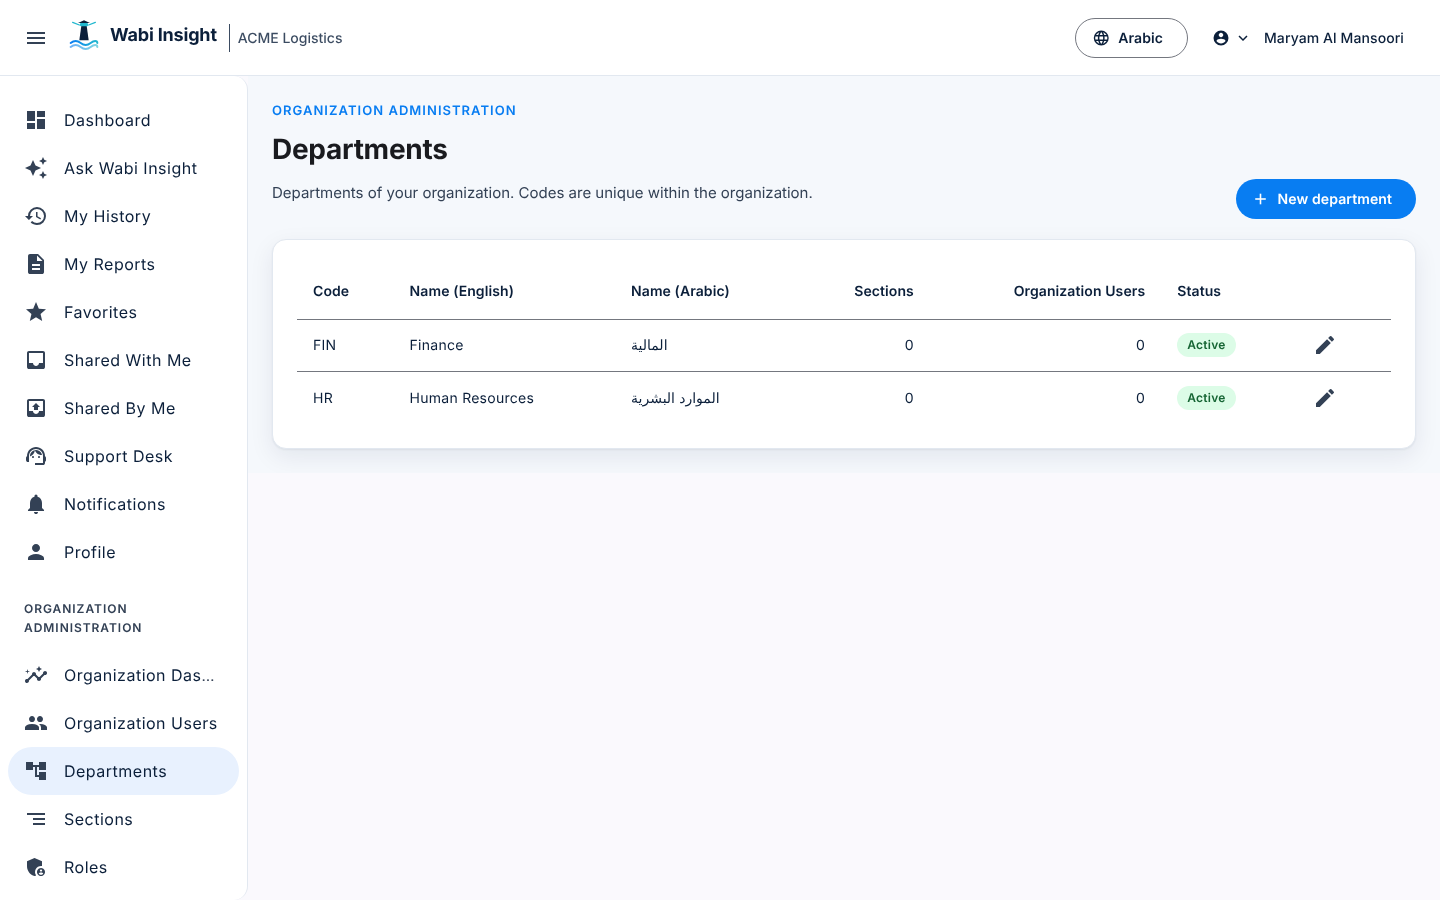 Wabi Insight
ACME Logistics
Arabic
Maryam Al Mansoori
Dashboard
Ask Wabi Insight
My History
My Reports
Favorites
Shared With Me
Shared By Me
Support Desk
Notifications
Profile
ORGANIZATION
ADMINISTRATION
Organization Das...
Organization Users
Departments
Sections
Roles
ORGANIZATION ADMINISTRATION
Departments
Departments of your organization. Codes are unique within the organization.
New department
Code Name (English) Name (Arabic) Sections Organization Users Status
FIN Finance المالية 0 0 Active
HR Human Resources الموارد البشرية 0 0 Active